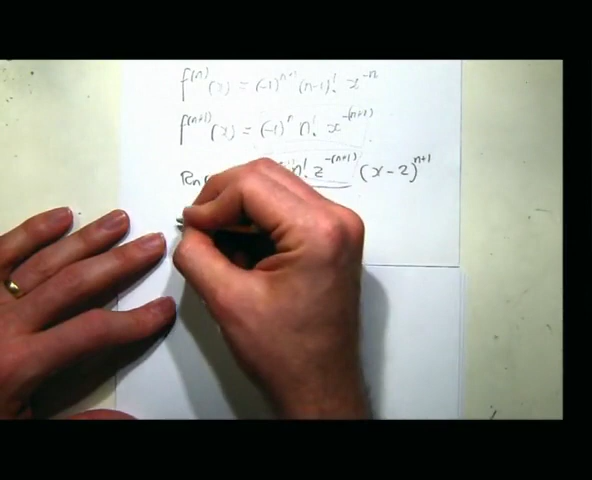 f^(n) (x) = (-1)^(n+1) (n-1)! x^-n
f^(n+1) (x) = (-1)^n n! x^-(n+1)
Rn n! z^-(n+1) (x-2)^(n+1)